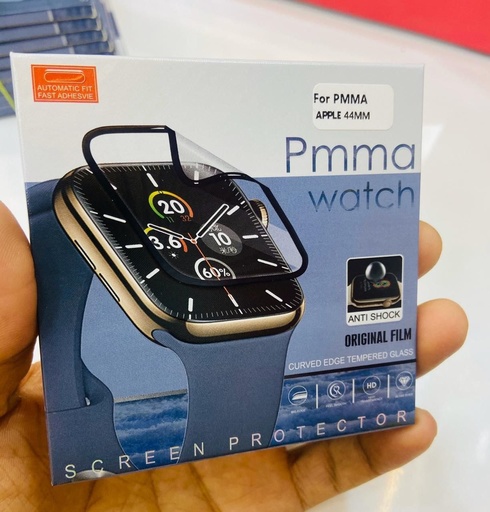 AUTOMATIC FIT
FAST ADHESVIE
For PMMA
APPLE 44MM
Pmma
watch
20
3.6
10
60%
ANTI SHOCK
ORIGINAL FILM
CURVED EDGE TEMPERED GLASS
HD
SCREEN PROTECTOR